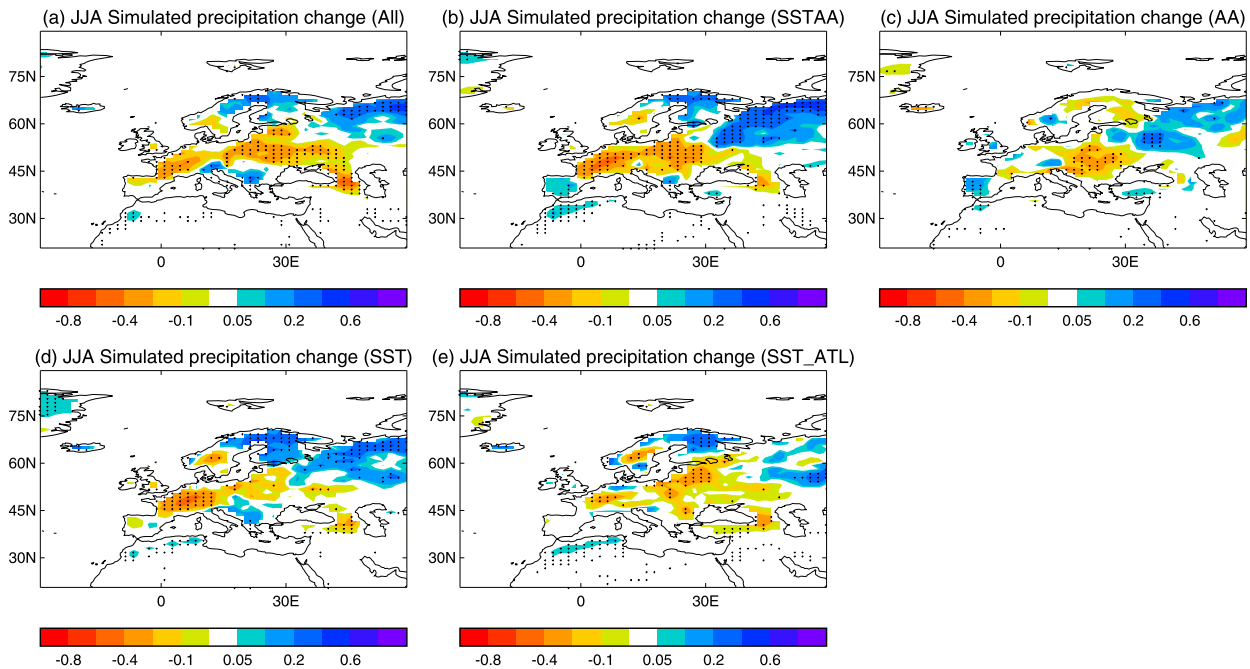 (a) JJA Simulated precipitation change (All)
(b) JJA Simulated precipitation change (SSTAA)
(c) JJA Simulated precipitation change (AA)
75N
60N
45N
30N
0
30E
75N
60N
45N
30N
0
30E
75N
60N
45N
30N
0
30E
-0.8 -0.4 -0.1 0.05 0.2 0.6
-0.8 -0.4 -0.1 0.05 0.2 0.6
-0.8 -0.4 -0.1 0.05 0.2 0.6
(d) JJA Simulated precipitation change (SST)
(e) JJA Simulated precipitation change (SST_ATL)
75N
60N
45N
30N
0
30E
75N
60N
45N
30N
0
30E
-0.8 -0.4 -0.1 0.05 0.2 0.6
-0.8 -0.4 -0.1 0.05 0.2 0.6